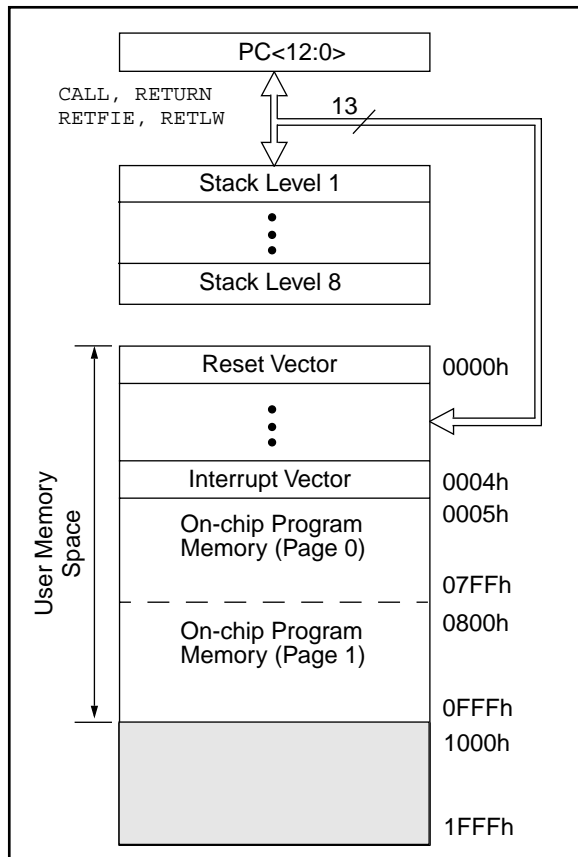 PC<12:0>
CALL, RETURN
RETFIE, RETLW
13
Stack Level 1
Stack Level 8
Reset Vector
0000h
Interrupt Vector
0004h
0005h
On-chip Program
Memory (Page 0)
07FFh
0800h
On-chip Program
Memory (Page 1)
0FFFh
1000h
1FFFh
User Memory
Space